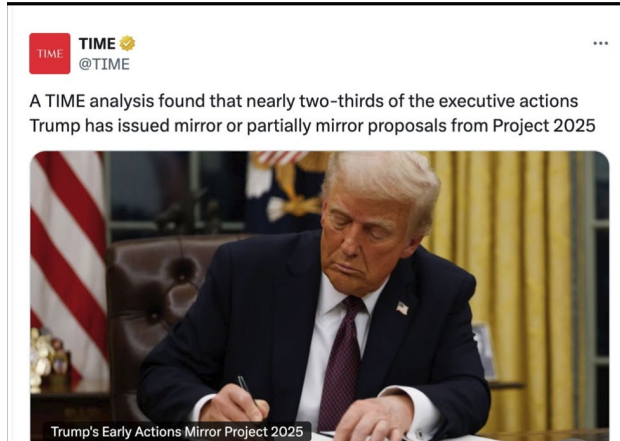 TIME
TIME
@TIME
A TIME analysis found that nearly two-thirds of the executive actions
Trump has issued mirror or partially mirror proposals from Project 2025
Trump's Early Actions Mirror Project 2025